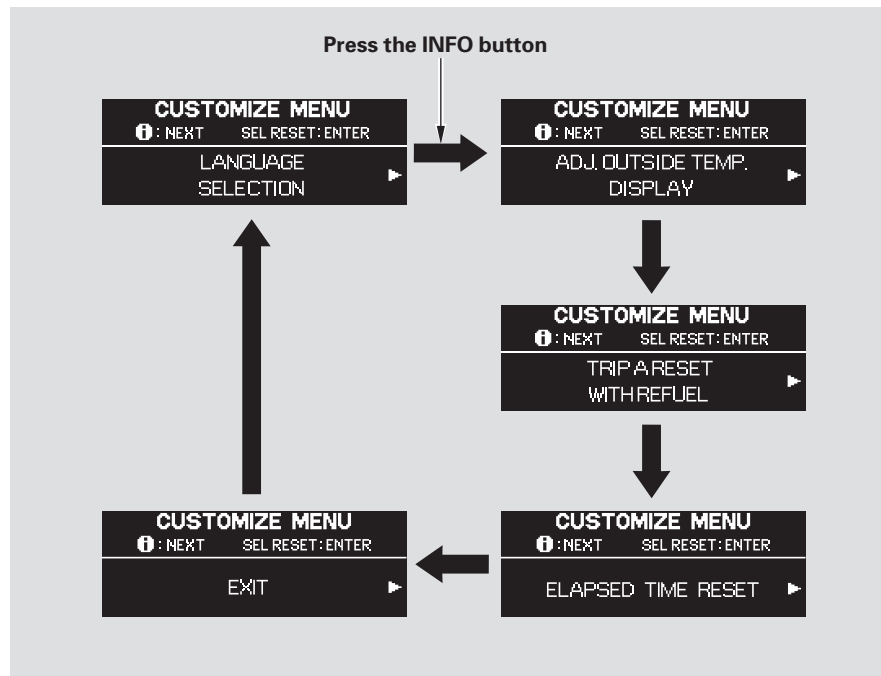 Press the INFO button
CUSTOMIZE MENU
i : NEXT SEL RESET: ENTER
LANGUAGE
SELECTION
CUSTOMIZE MENU
i : NEXT SEL RESET: ENTER
ADJ. OUTSIDE TEMP.
DISPLAY
CUSTOMIZE MENU
i : NEXT SEL RESET: ENTER
TRIP A RESET
WITH REFUEL
CUSTOMIZE MENU
i : NEXT SEL RESET: ENTER
EXIT
CUSTOMIZE MENU
i : NEXT SEL RESET: ENTER
ELAPSED TIME RESET